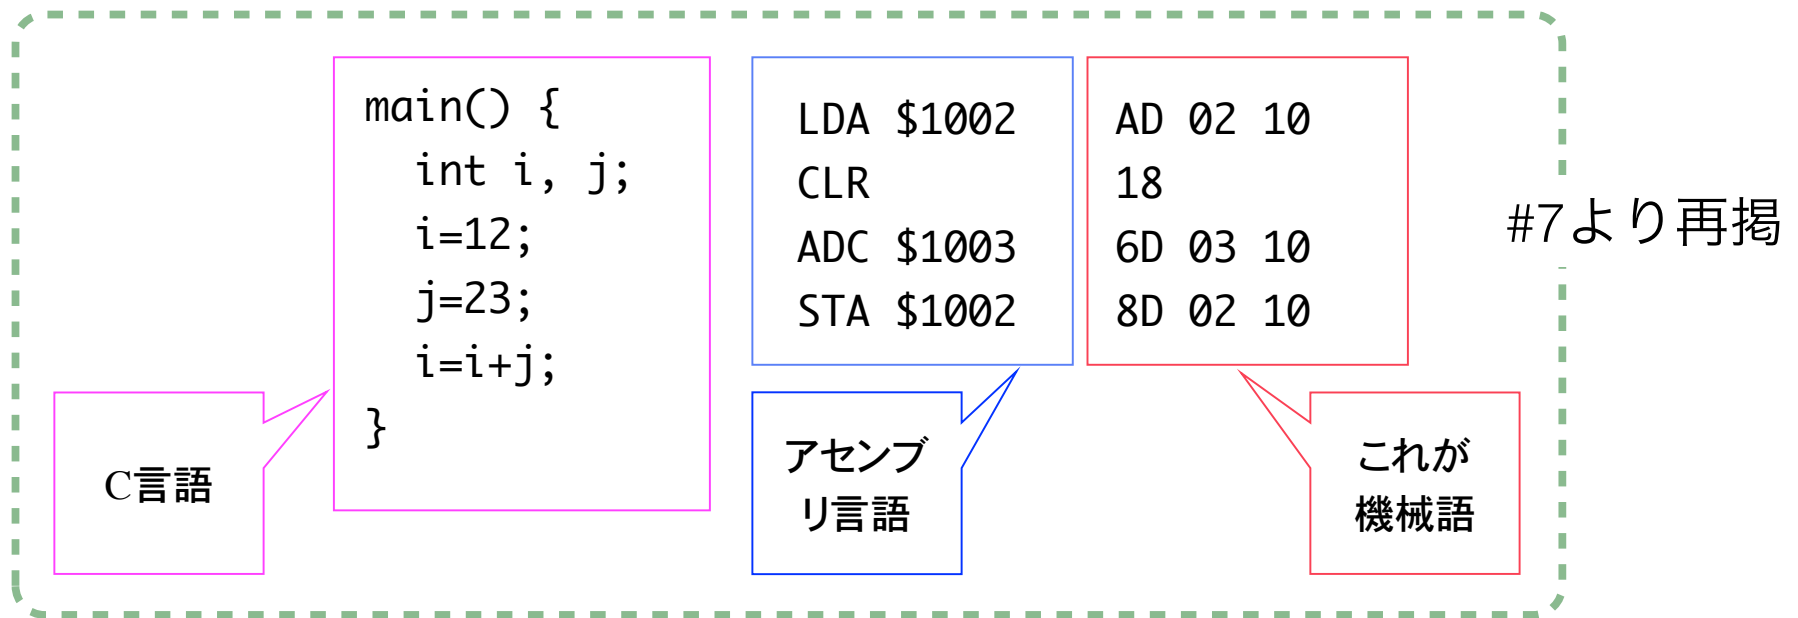 main() {
int i, j;
i=12;
j=23;
i=i+j;
}
LDA $1002
CLR
ADC $1003
STA $1002
AD 02 10
18
6D 03 10
8D 02 10
#7より再掲
C言語
アセンブ
リ言語
これが
機械語